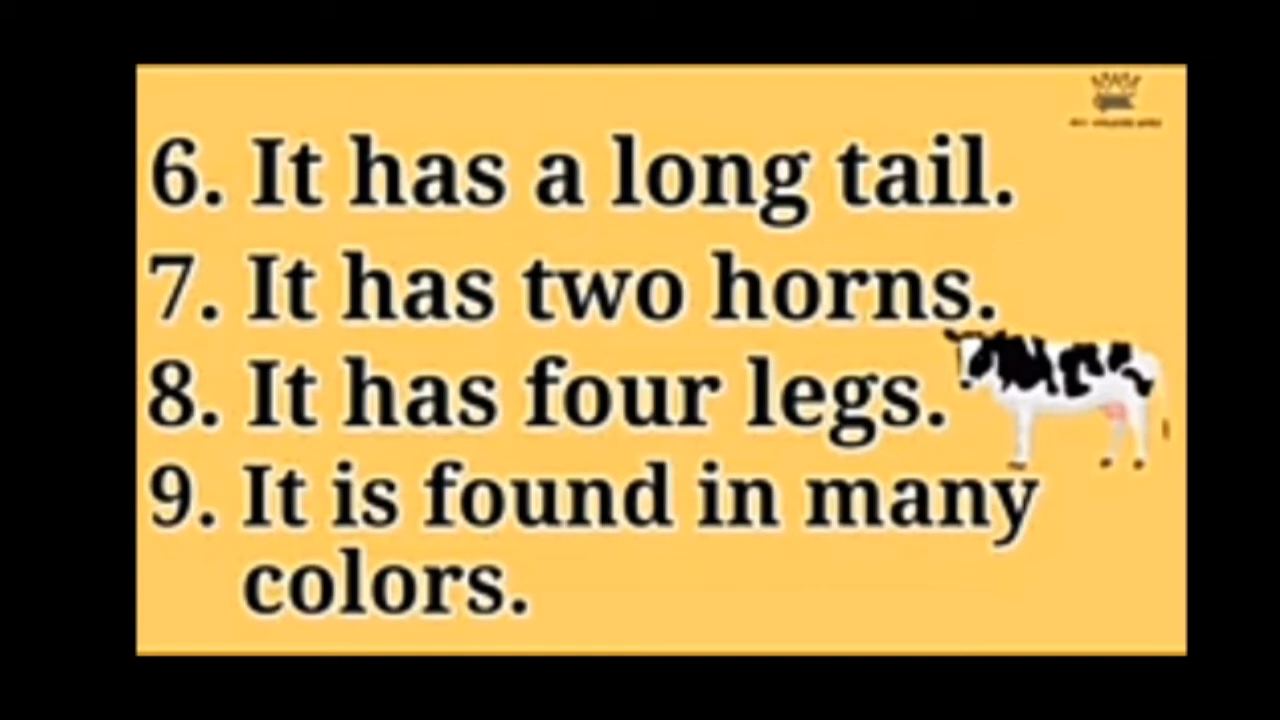 6. It has a long tail.
7. It has two horns.
8. It has four legs.
9. It is found in many
colors.